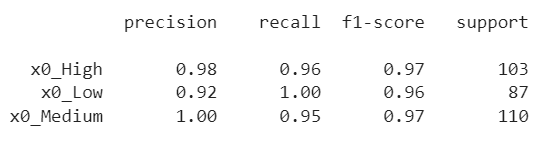 precision recall f1-score support
x0_High 0.98 0.96 0.97 103
x0_Low 0.92 1.00 0.96 87
x0_Medium 1.00 0.95 0.97 110